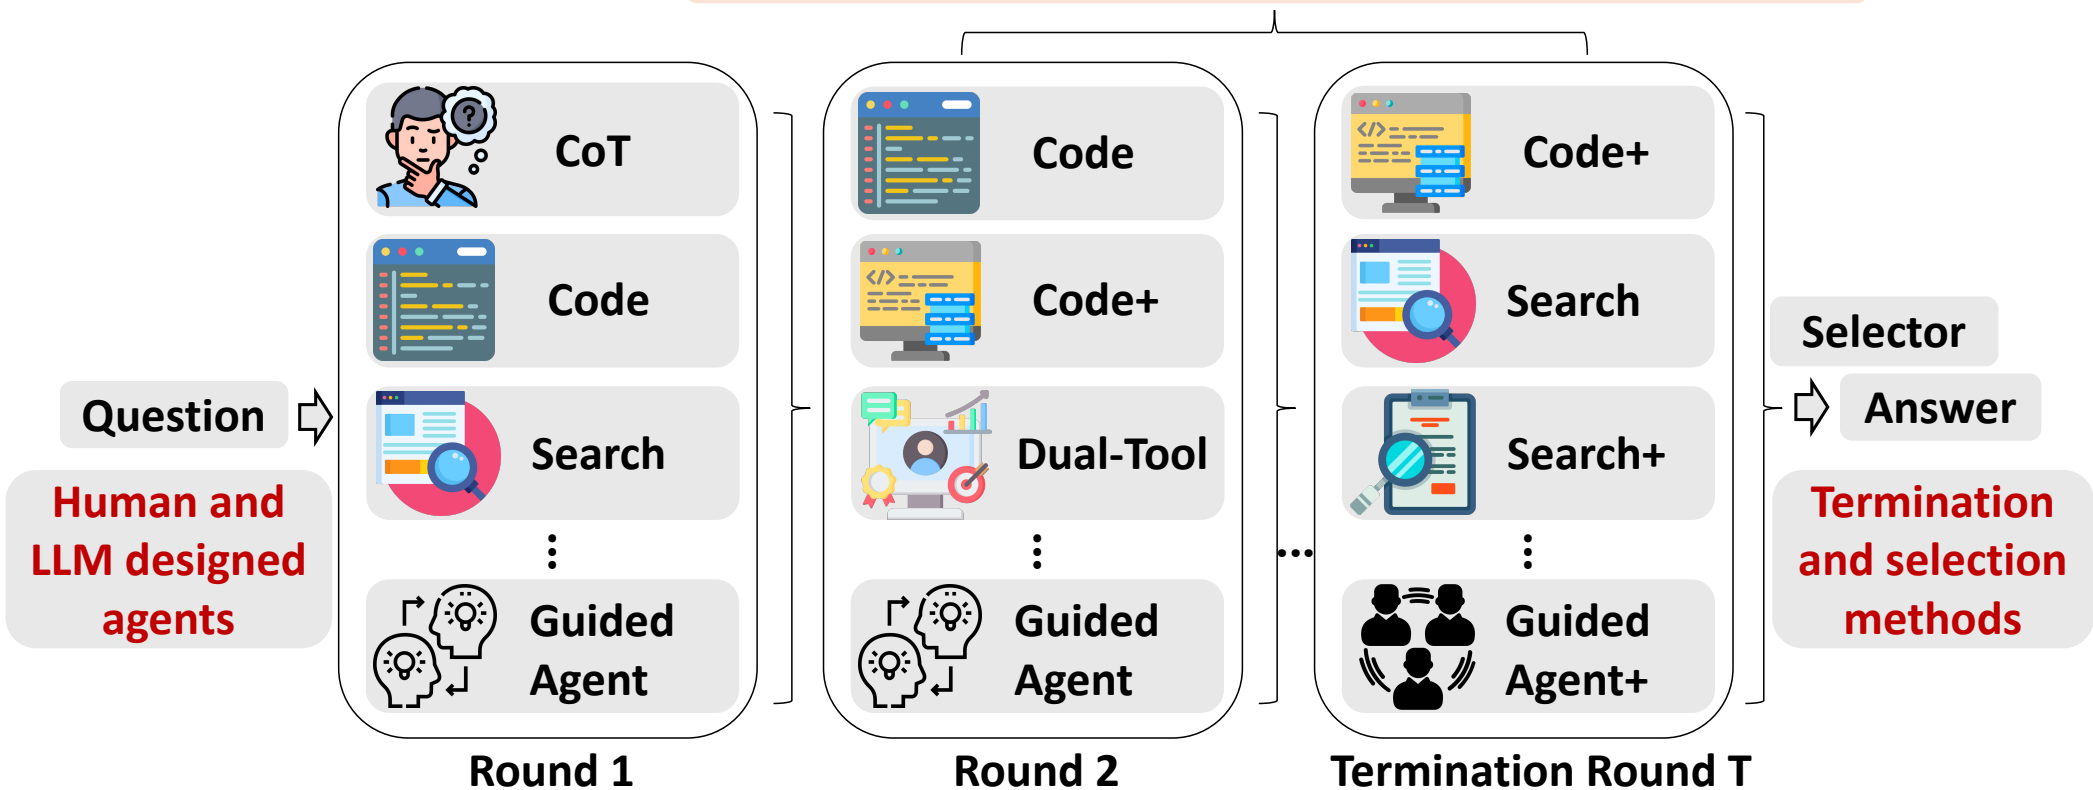 Question
Human and
LLM designed
agents
CoT
Code
Search
Guided
Agent
Round 1
Code
Code+
Dual-Tool
Guided
Agent
Round 2
Code+
Search
Search+
Guided
Agent+
Termination Round T
Selector
Answer
Termination
and selection
methods